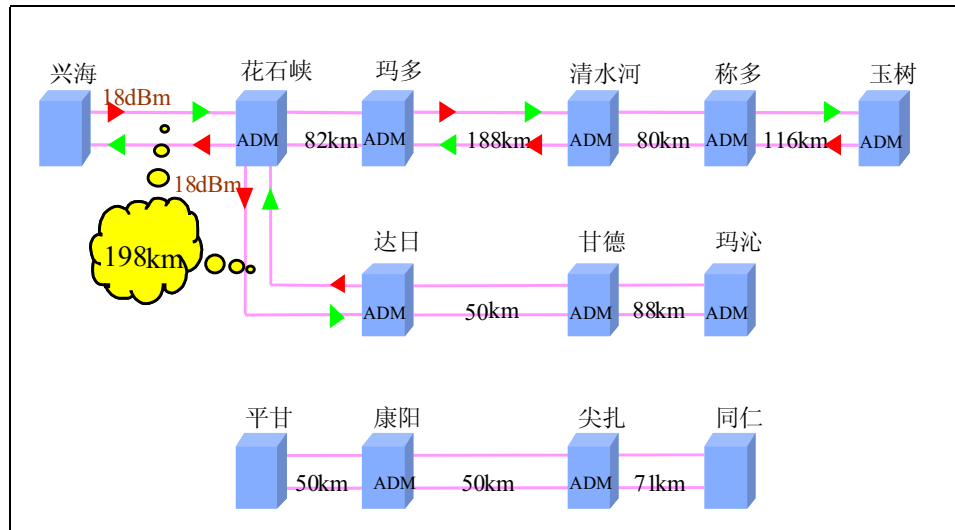 兴海
花石峡
玛多
清水河
称多
玉树
18dBm
ADM
82km
ADM
188km
ADM
80km
ADM
116km
ADM
18dBm
198km
达日
甘德
玛沁
ADM
50km
ADM
88km
ADM
平甘
康阳
尖扎
同仁
50km
ADM
50km
ADM
71km